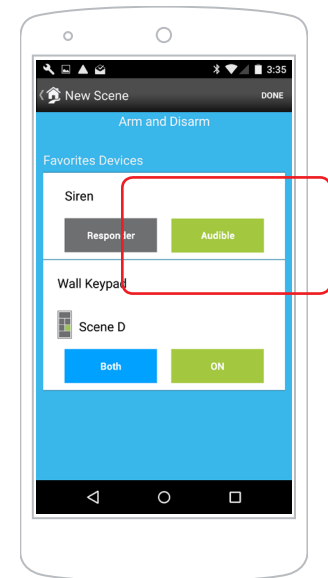 3:35
New Scene DONE
Arm and Disarm
Favorites Devices
Siren
Responder Audible
Wall Keypad
Scene D
Both ON